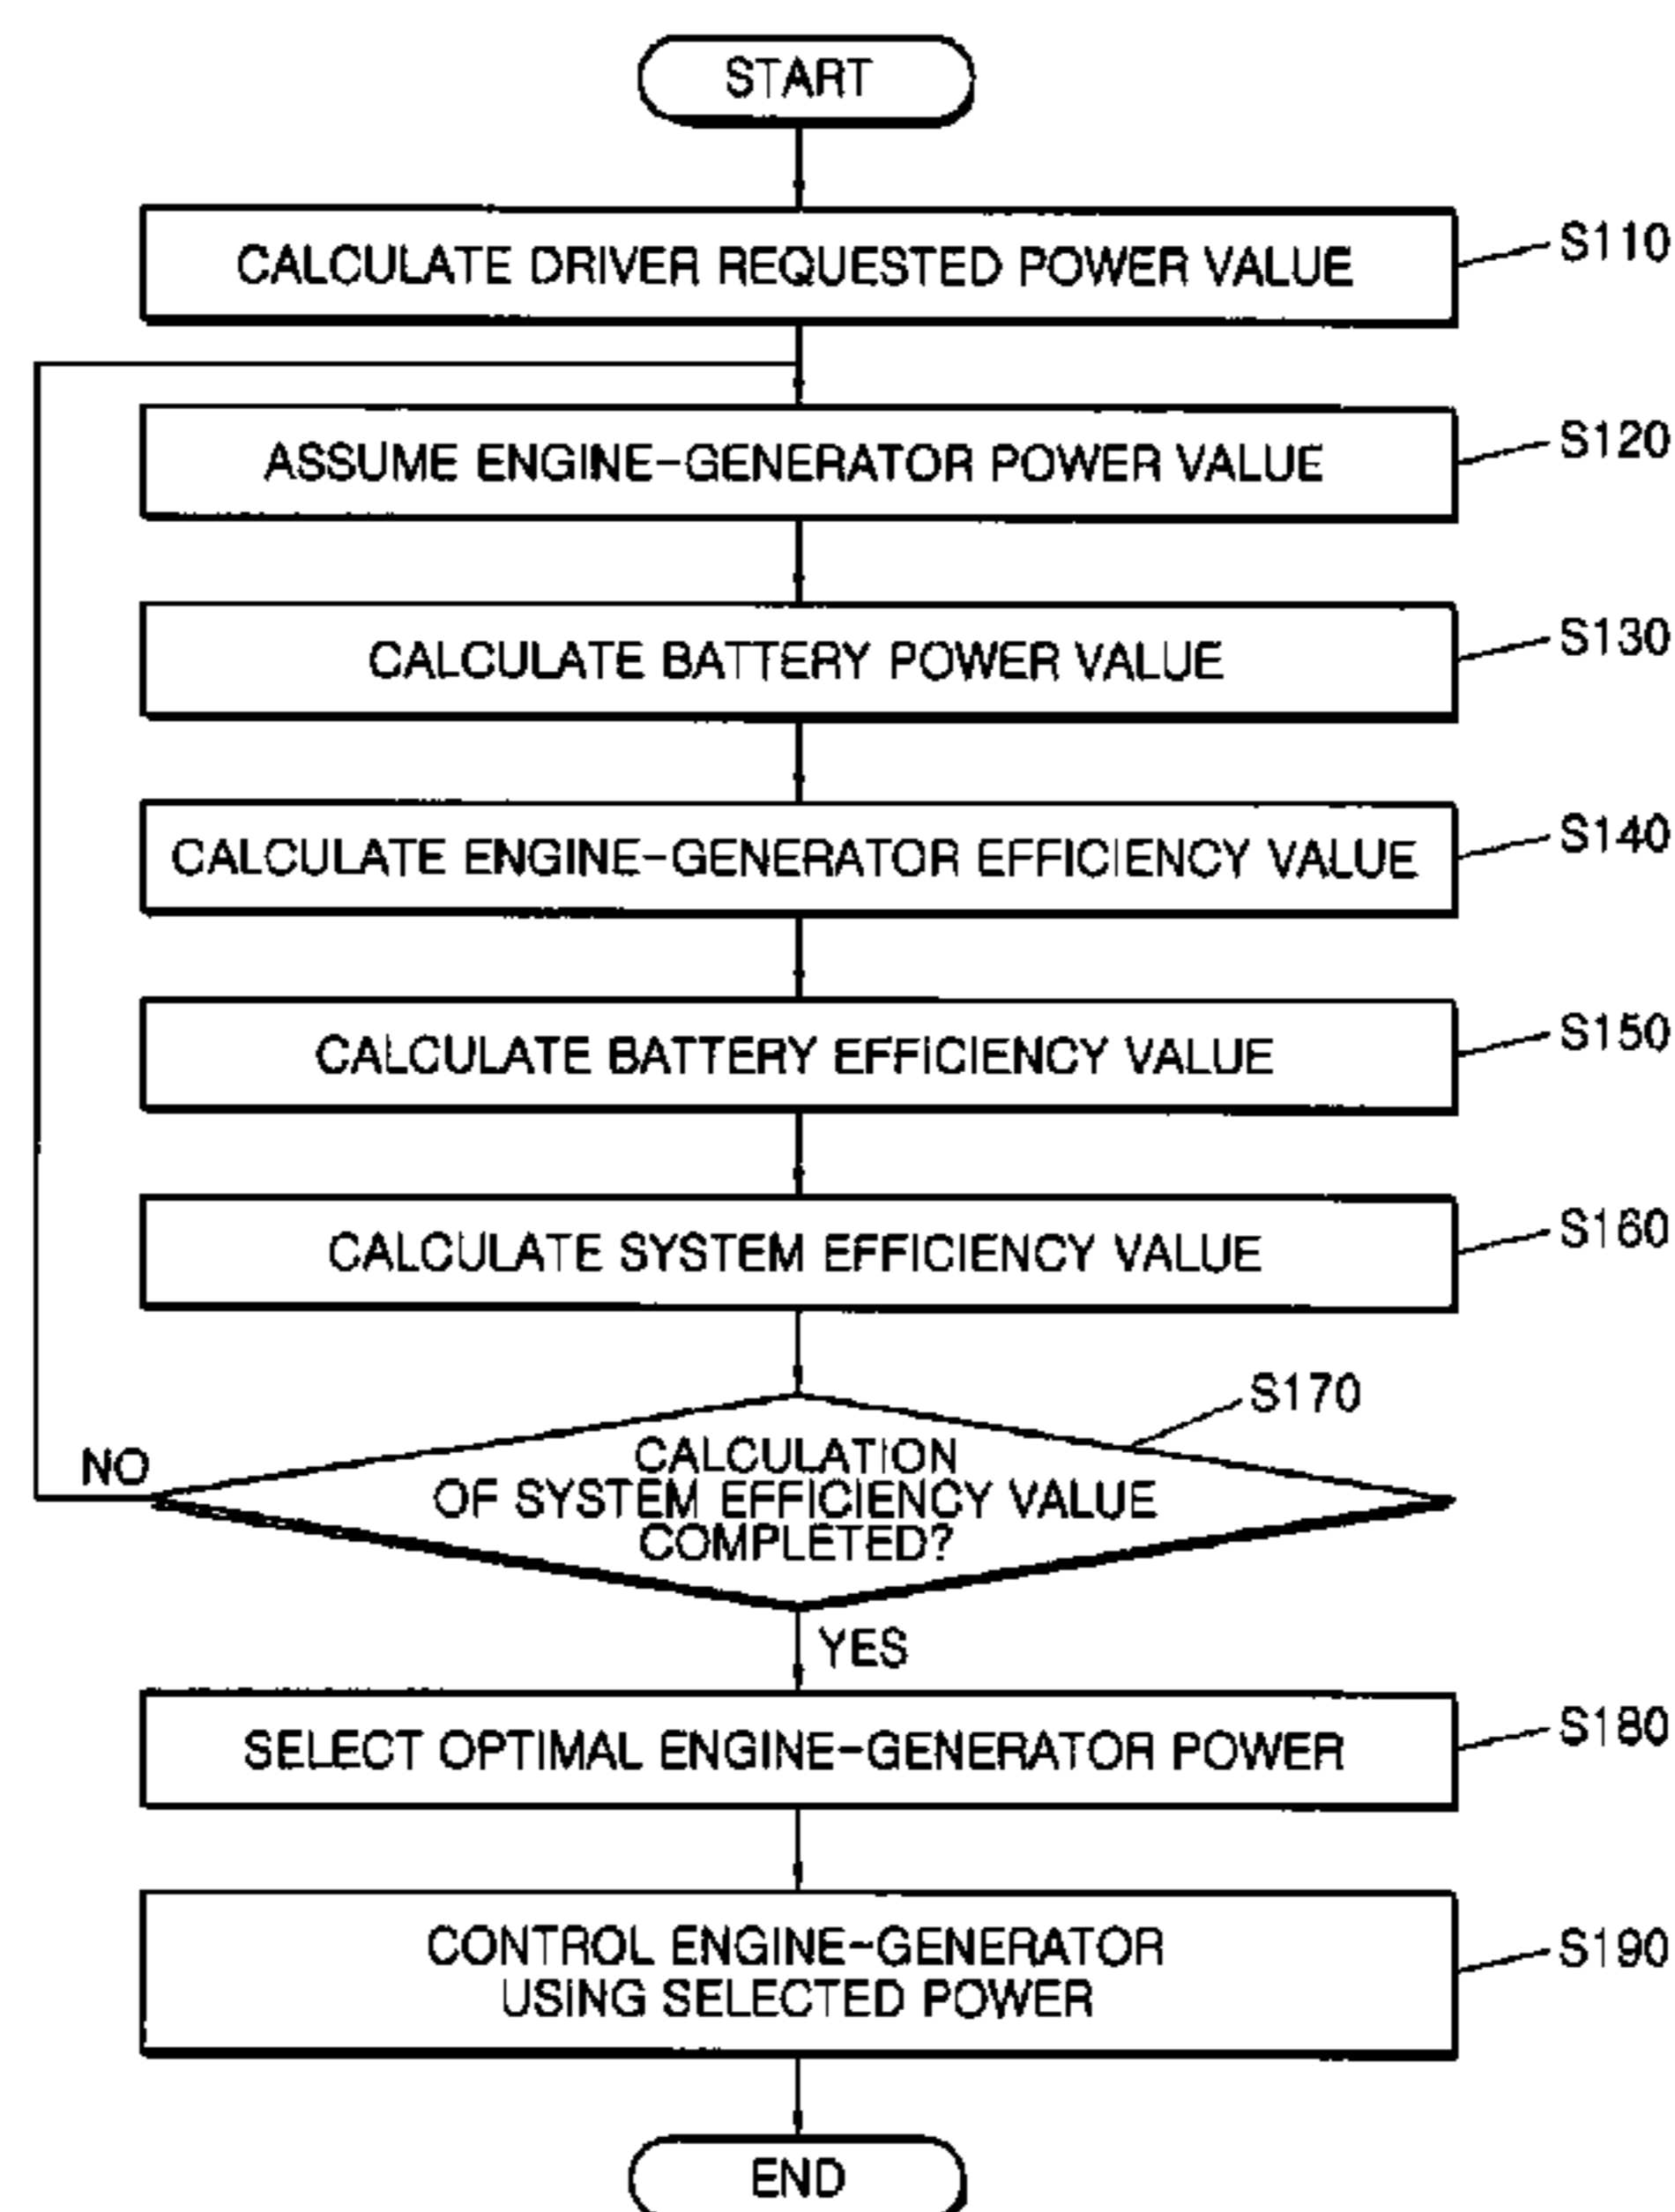 START
CALCULATE DRIVER REQUESTED POWER VALUE
S110
ASSUME ENGINE-GENERATOR POWER VALUE
S120
CALCULATE BATTERY POWER VALUE
S130
CALCULATE ENGINE-GENERATOR EFFICIENCY VALUE
S140
CALCULATE BATTERY EFFICIENCY VALUE
S150
CALCULATE SYSTEM EFFICIENCY VALUE
S160
S170
CALCULATION
OF SYSTEM EFFICIENCY VALUE
COMPLETED?
NO
YES
SELECT OPTIMAL ENGINE-GENERATOR POWER
S180
CONTROL ENGINE-GENERATOR
USING SELECTED POWER
S190
END